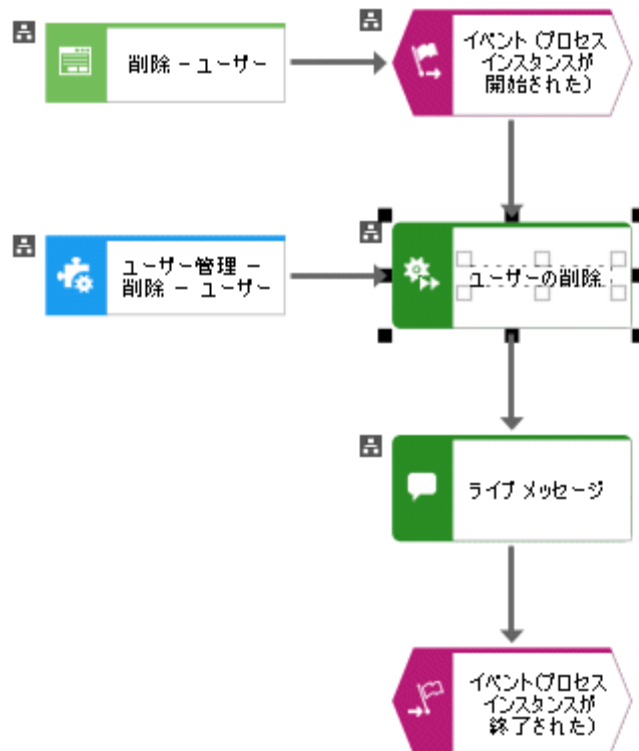 削除 - ユーザー
イベント (プロセス
インスタンスが
開始された)
ユーザー管理 -
削除 - ユーザー
ユーザーの削除
ライブ メッセージ
イベント(プロセス
インスタンスが
終了された)